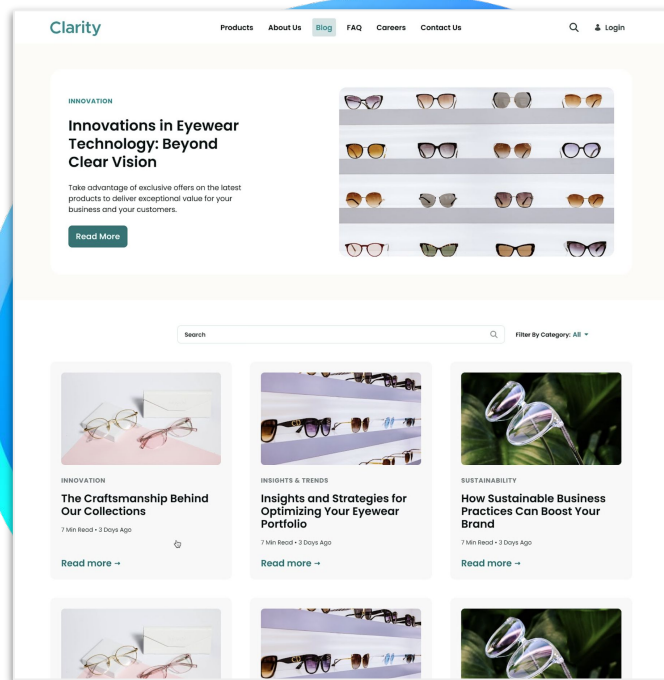 Clarity
Products About Us Blog FAQ Careers Contact Us
Login
INNOVATION
Innovations in Eyewear
Technology: Beyond
Clear Vision
Take advantage of exclusive offers on the latest
products to deliver exceptional value for your
business and your customers.
Read More
Search
Filter By Category: All
INNOVATION
The Craftsmanship Behind
Our Collections
7 Min Read • 3 Days Ago
Read more →
INSIGHTS & TRENDS
Insights and Strategies for
Optimizing Your Eyewear
Portfolio
7 Min Read • 3 Days Ago
Read more →
SUSTAINABILITY
How Sustainable Business
Practices Can Boost Your
Brand
7 Min Read • 3 Days Ago
Read more →